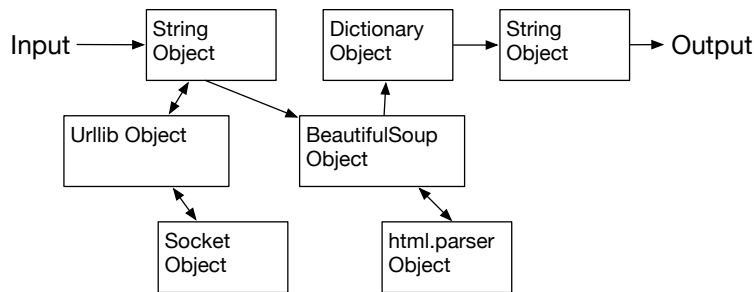 Input
String
Object
Dictionary
Object
String
Object
Output
Urllib Object
BeautifulSoup
Object
Socket
Object
html.parser
Object